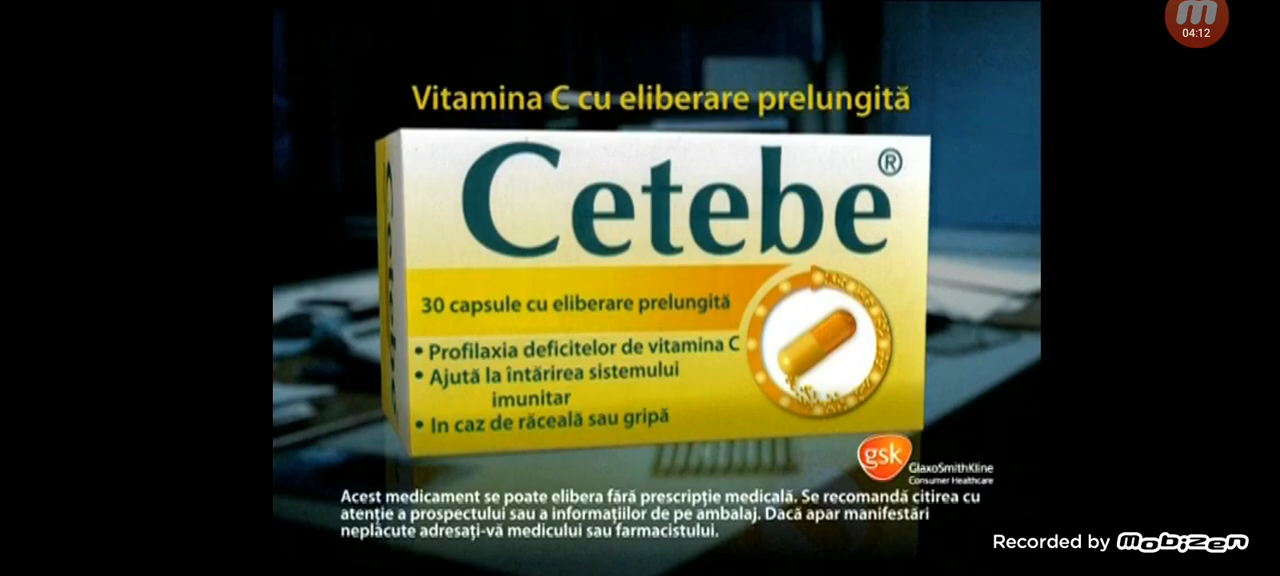 04:12
Vitamina C cu eliberare prelungită
Cetebe®
30 capsule cu eliberare prelungită
• Profilaxia deficitelor de vitamina C
• Ajută la întărirea sistemului
imunitar
• In caz de răceală sau gripă
gsk
GlaxoSmithKline
Consumer Healthcare
Acest medicament se poate elibera fără prescripţie medicală. Se recomandă citirea cu
atenţie a prospectului sau a informaţiilor de pe ambalaj. Dacă apar manifestări
neplăcute adresaţi-vă medicului sau farmacistului.
Recorded by mobizen